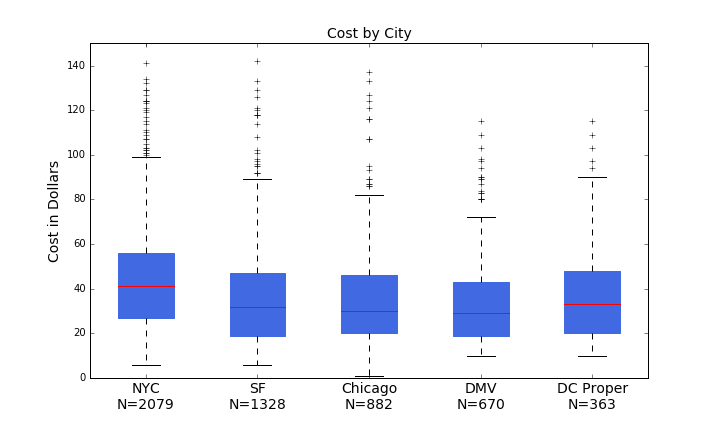 Cost by City
Cost in Dollars
140
120
100
80
60
40
20
0
NYC SF Chicago DMV DC Proper
N=2079 N=1328 N=882 N=670 N=363